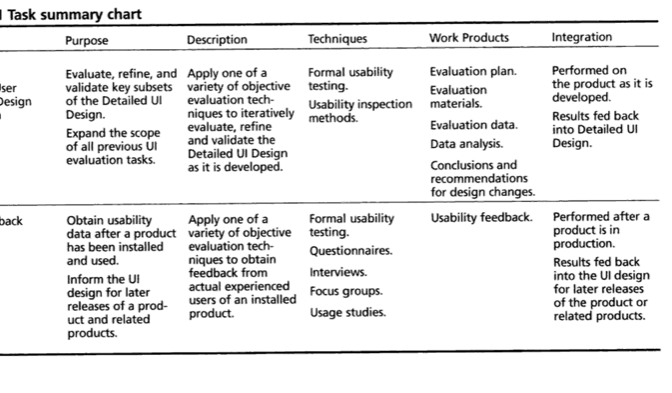 Task summary chart
Purpose Description Techniques Work Products Integration
ser
Design
Evaluate, refine, and
validate key subsets
of the Detailed UI
Design.
Expand the scope
of all previous UI
evaluation tasks.
Apply one of a
variety of objective
evaluation tech-
niques to iteratively
evaluate, refine
and validate the
Detailed UI Design
as it is developed.
Formal usability
testing.
Usability inspection
methods.
Evaluation plan.
Evaluation
materials.
Evaluation data.
Data analysis.
Conclusions and
recommendations
for design changes.
Performed on
the product as it is
developed.
Results fed back
into Detailed UI
Design.
back
Obtain usability
data after a product
has been installed
and used.
Inform the UI
design for later
releases of a prod-
uct and related
products.
Apply one of a
variety of objective
evaluation tech-
niques to obtain
feedback from
actual experienced
users of an installed
product.
Formal usability
testing.
Questionnaires.
Interviews.
Focus groups.
Usage studies.
Usability feedback.
Performed after a
product is in
production.
Results fed back
into the UI design
for later releases
of the product or
related products.